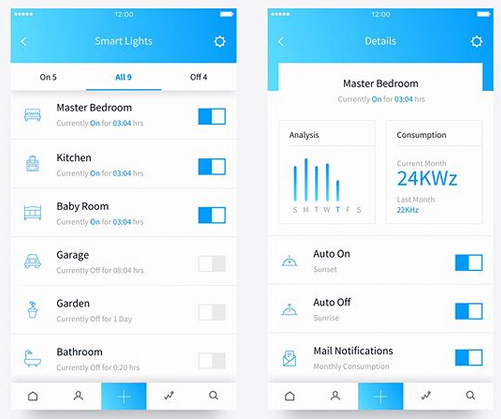 12:00
Smart Lights
On 5
All 9
Off 4
Master Bedroom
Currently On for 03:04 hrs
Kitchen
Currently On for 03:04 hrs
Baby Room
Currently On for 03:04 hrs
Garage
Currently Off for 08:04 hrs
Garden
Currently Off for 1 Day
Bathroom
Currently Off for 0:20 hrs
12:00
Details
Master Bedroom
Currently On for 03:04 hrs
Analysis
S M T W T F S
Consumption
Current Month
24KWz
Last Month
22KHz
Auto On
Sunset
Auto Off
Sunrise
Mail Notifications
Monthly Consumption